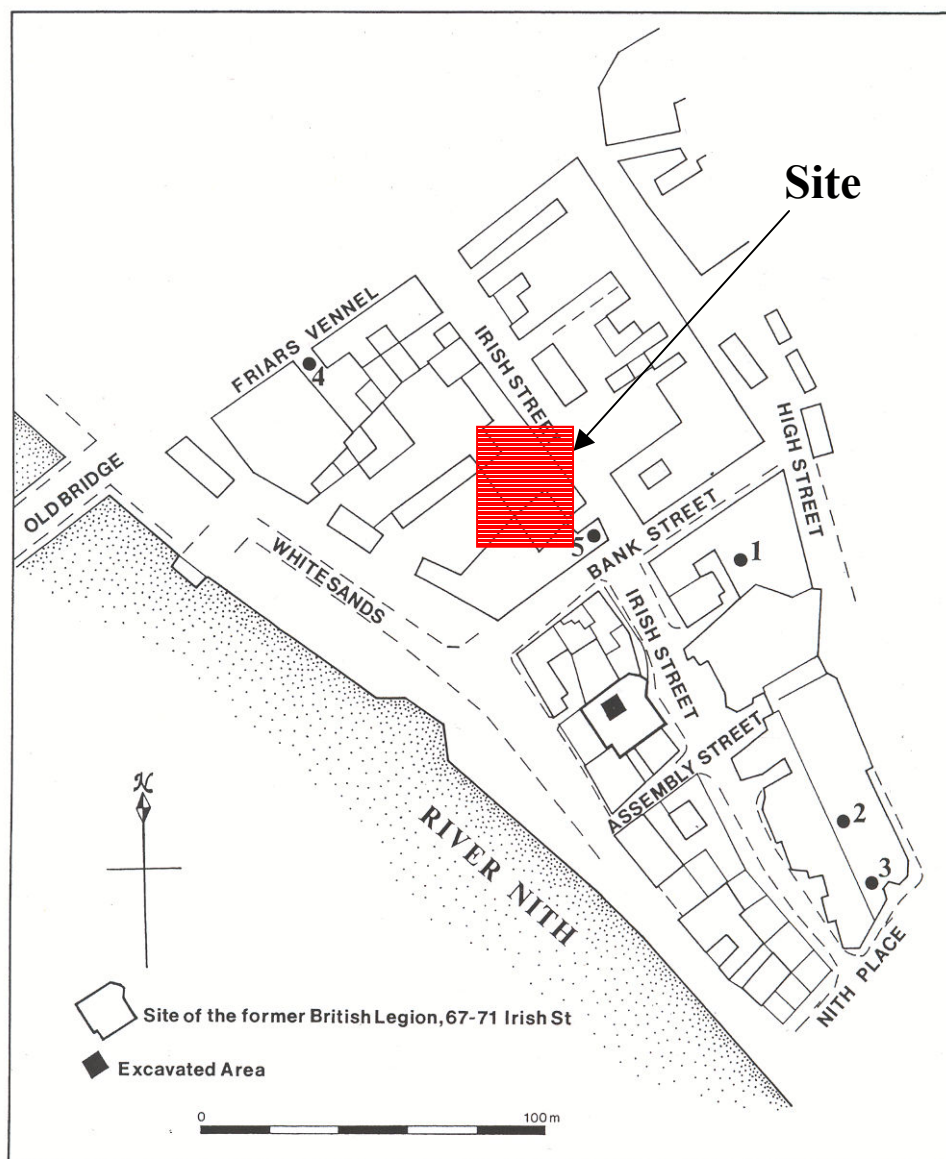 Site
FRIARS VENNEL
4
IRISH STREET
HIGH STREET
OLD BRIDGE
WHITESANDS
5
BANK STREET
1
IRISH STREET
ASSEMBLY STREET
2
3
RIVER NITH
NITH PLACE
N
Site of the former British Legion, 67-71 Irish St
Excavated Area
0
100 m